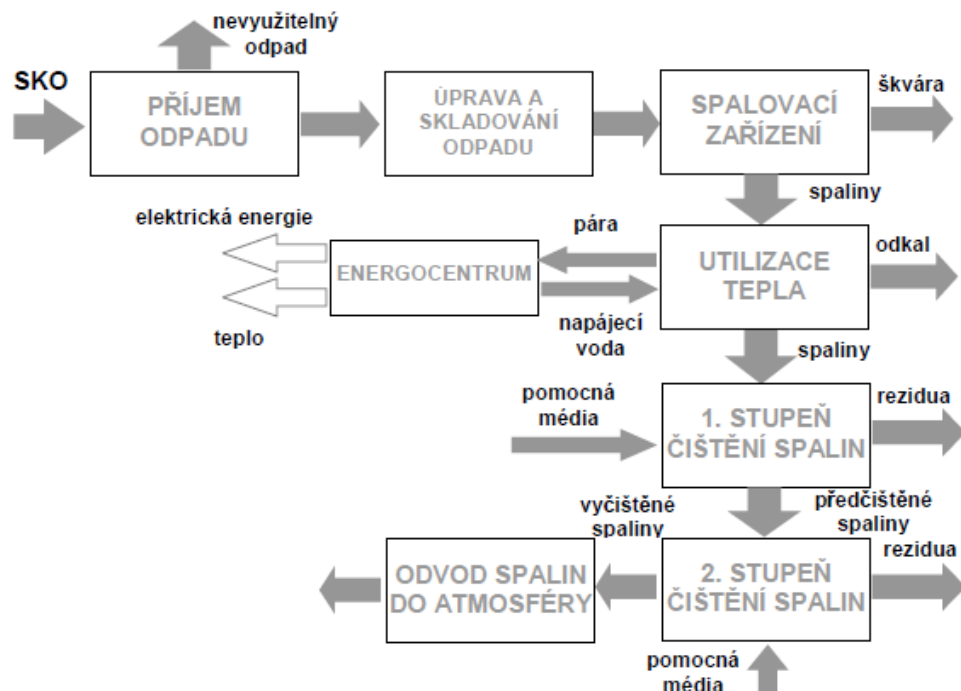 nevyužitelný
odpad
SKO
PŘÍJEM
ODPADU
ÚPRAVA A
SKLADOVÁNÍ
ODPADU
SPALOVACÍ
ZAŘÍZENÍ
škvára
spaliny
elektrická energie
pára
ENERGOCENTRUM
UTILIZACE
TEPLA
odkal
teplo
napájecí
voda
spaliny
pomocná
média
1. STUPEŇ
ČIŠTĚNÍ SPALIN
rezidua
vyčištěné
spaliny
předčištěné
spaliny
rezidua
ODVOD SPALIN
DO ATMOSFÉRY
2. STUPEŇ
ČIŠTĚNÍ SPALIN
pomocná
média